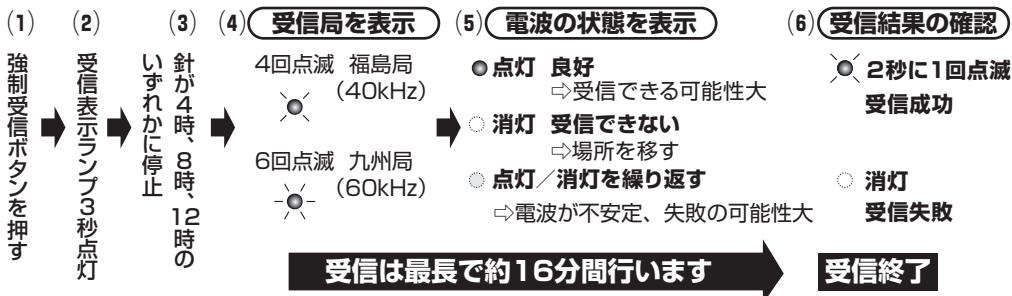 (1)
強制受信ボタンを押す
(2)
受信表示ランプ3秒点灯
(3)
針が4時、8時、12時の
いずれかに停止
(4) 受信局を表示
4回点滅 福島局
(40kHz)
6回点滅 九州局
(60kHz)
(5) 電波の状態を表示
点灯 良好
⇨受信できる可能性大
消灯 受信できない
⇨場所を移す
点灯/消灯を繰り返す
⇨電波が不安定、失敗の可能性大
受信は最長で約16分間行います
(6) 受信結果の確認
2秒に1回点滅
受信成功
消灯
受信失敗
受信終了